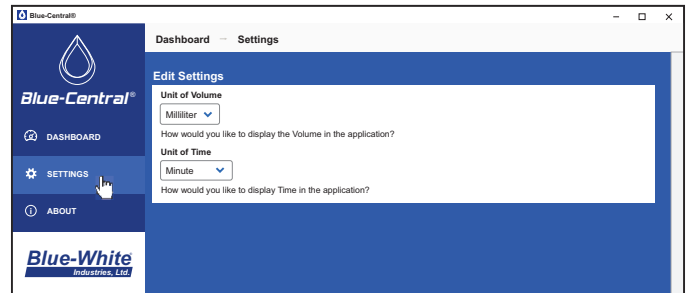 Blue-Central®
Dashboard – Settings
Blue-Central®
DASHBOARD
SETTINGS
ABOUT
Blue-White®
Industries, Ltd.
Edit Settings
Unit of Volume
Milliliter
How would you like to display the Volume in the application?
Unit of Time
Minute
How would you like to display Time in the application?